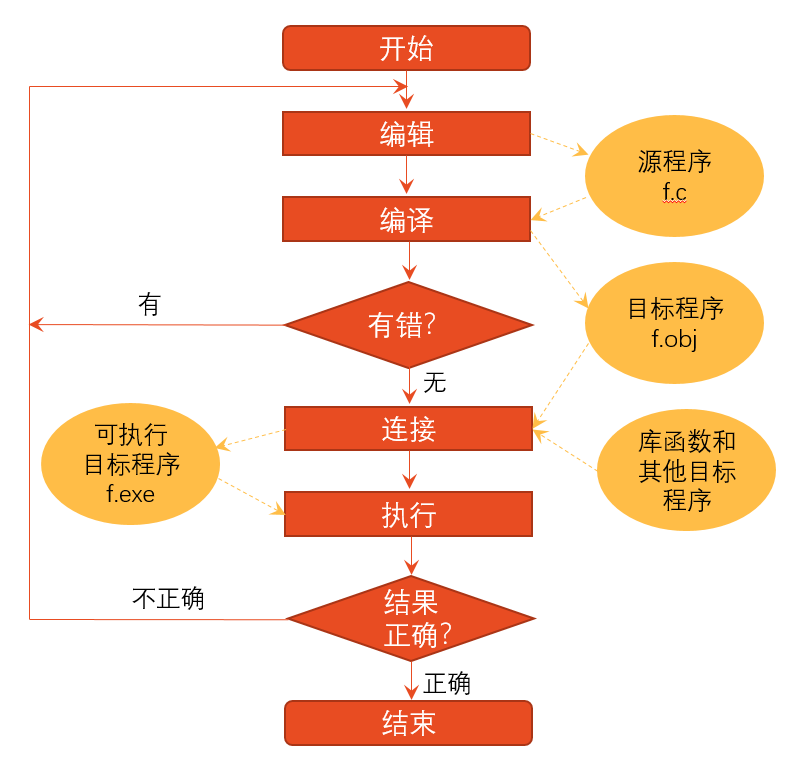 开始
编辑
源程序
f.c
编译
有
有错?
目标程序
f.obj
无
可执行
目标程序
f.exe
连接
库函数和
其他目标
程序
执行
不正确
结果
正确?
正确
结束